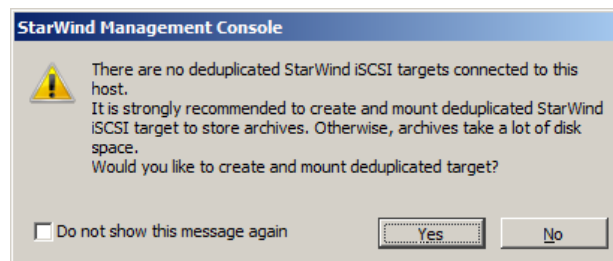 StarWind Management Console
There are no deduplicated StarWind iSCSI targets connected to this
host.
It is strongly recommended to create and mount deduplicated StarWind
iSCSI target to store archives. Otherwise, archives take a lot of disk
space.
Would you like to create and mount deduplicated target?
Do not show this message again
Yes
No